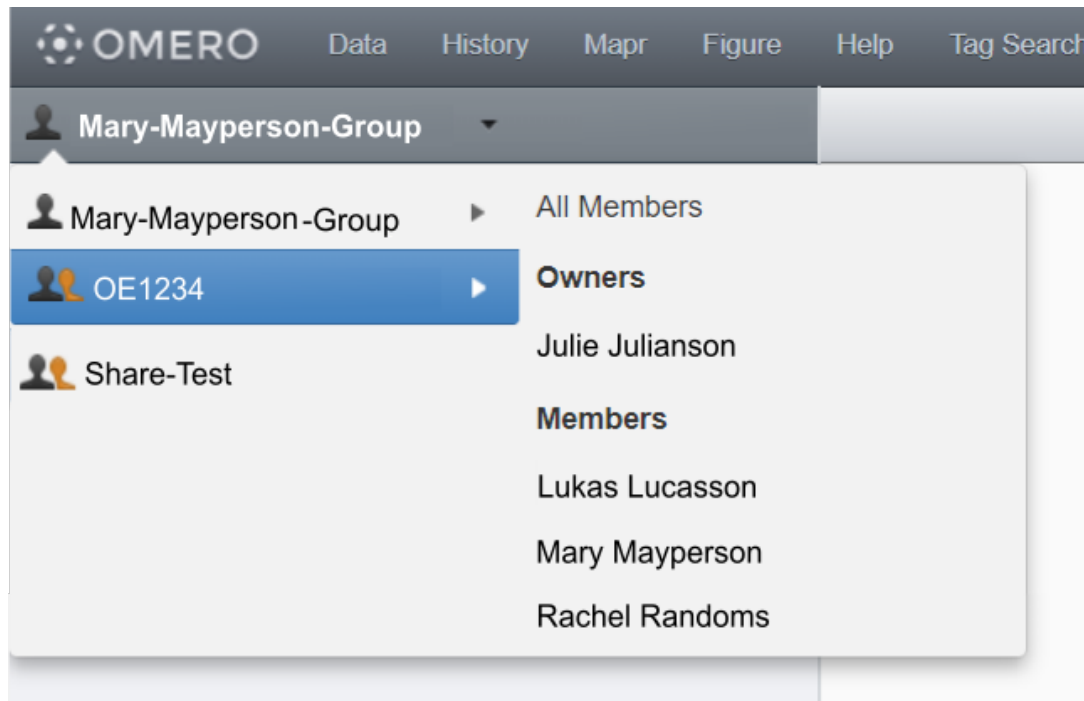 OMERO Data History Mapr Figure Help Tag Search
Mary-Mayperson-Group
Mary-Mayperson-Group
OE1234
Share-Test
All Members
Owners
Julie Julianson
Members
Lukas Lucasson
Mary Mayperson
Rachel Randoms